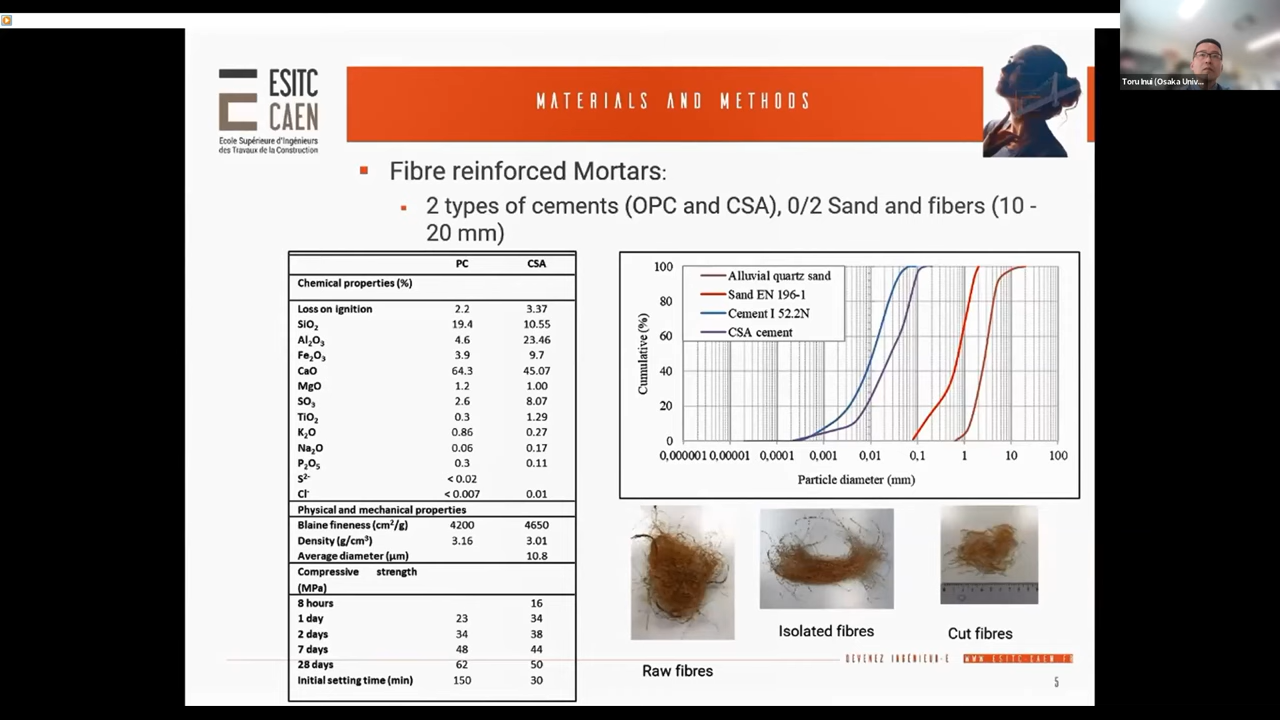 ESITC
CAEN
Ecole Supérieure d'Ingénieurs
des Travaux de la Construction
MATERIALS AND METHODS
Toru Inui (Osaka Univ...
Fibre reinforced Mortars:
2 types of cements (OPC and CSA), 0/2 Sand and fibers (10 -
20 mm)
PC CSA
Chemical properties (%)
Loss on ignition 2.2 3.37
SiO₂ 19.4 10.55
Al₂O₃ 4.6 23.46
Fe₂O₃ 3.9 9.7
CaO 64.3 45.07
MgO 1.2 1.00
SO₃ 2.6 8.07
TiO₂ 0.3 1.29
K₂O 0.86 0.27
Na₂O 0.06 0.17
P₂O₅ 0.3 0.11
S²⁻ < 0.02
Cl⁻ < 0.007 0.01
Physical and mechanical properties
Blaine fineness (cm²/g) 4200 4650
Density (g/cm³) 3.16 3.01
Average diameter (µm) 10.8
Compressive strength
(MPa)
8 hours 16
1 day 23 34
2 days 34 38
7 days 48 44
28 days 62 50
Initial setting time (min) 150 30
Cumulative (%)
100
80
60
40
20
0
Alluvial quartz sand
Sand EN 196-1
Cement I 52.2N
CSA cement
0,000001 0,00001 0,0001 0,001 0,01 0,1 1 10 100
Particle diameter (mm)
Raw fibres
Isolated fibres
Cut fibres
DEVENEZ INGÉNIEUR·E
WWW.ESITC-CAEN.FR
5